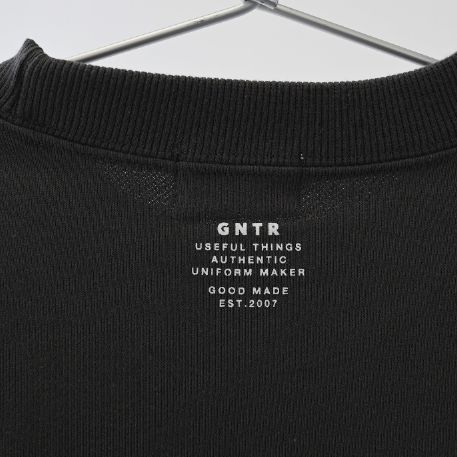 GNTR
USEFUL THINGS
AUTHENTIC
UNIFORM MAKER
GOOD MADE
EST.2007